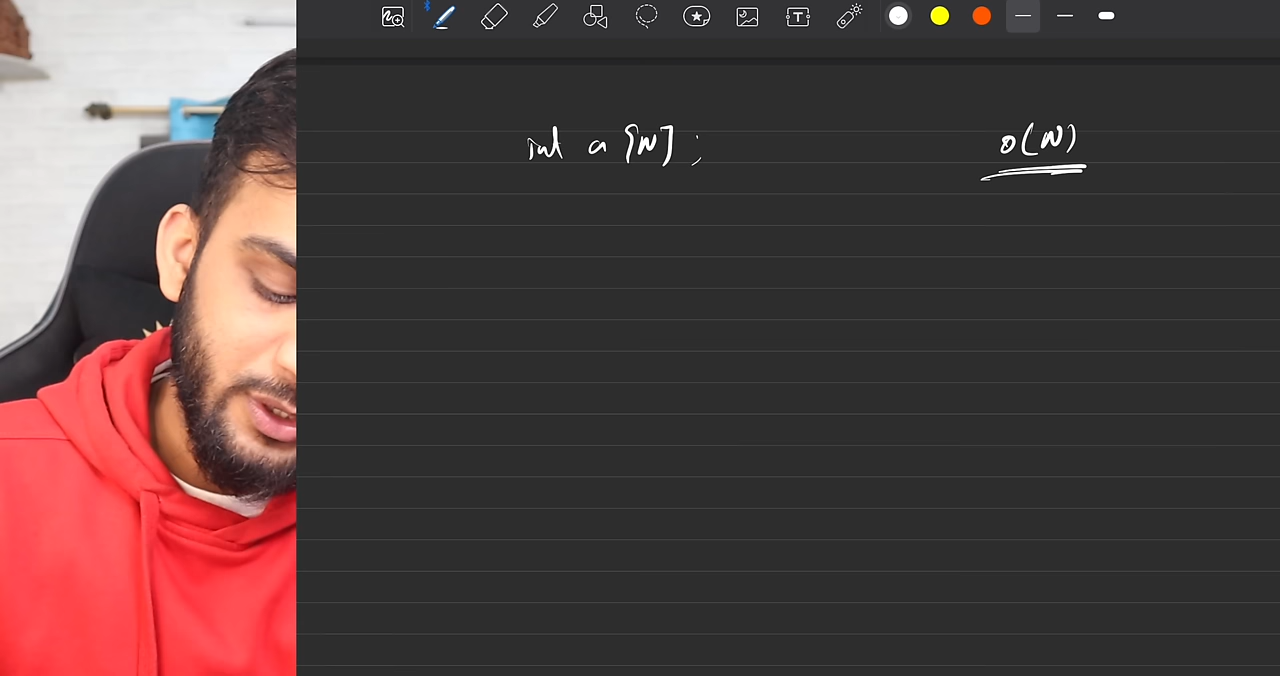 int a [N] ;
O(N)